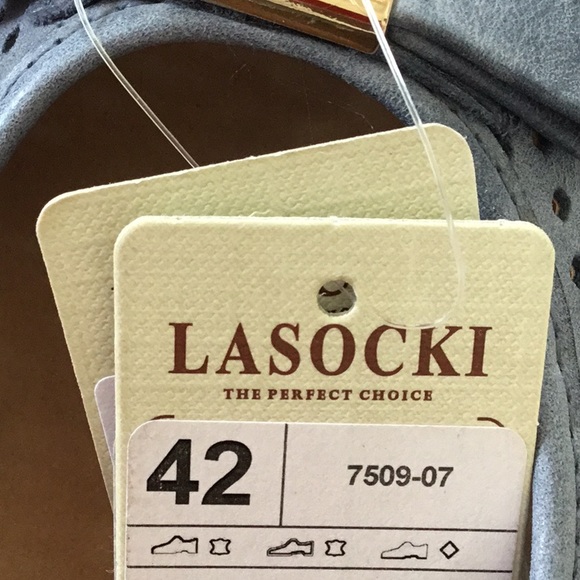 LASOCKI
THE PERFECT CHOICE
42 7509-07